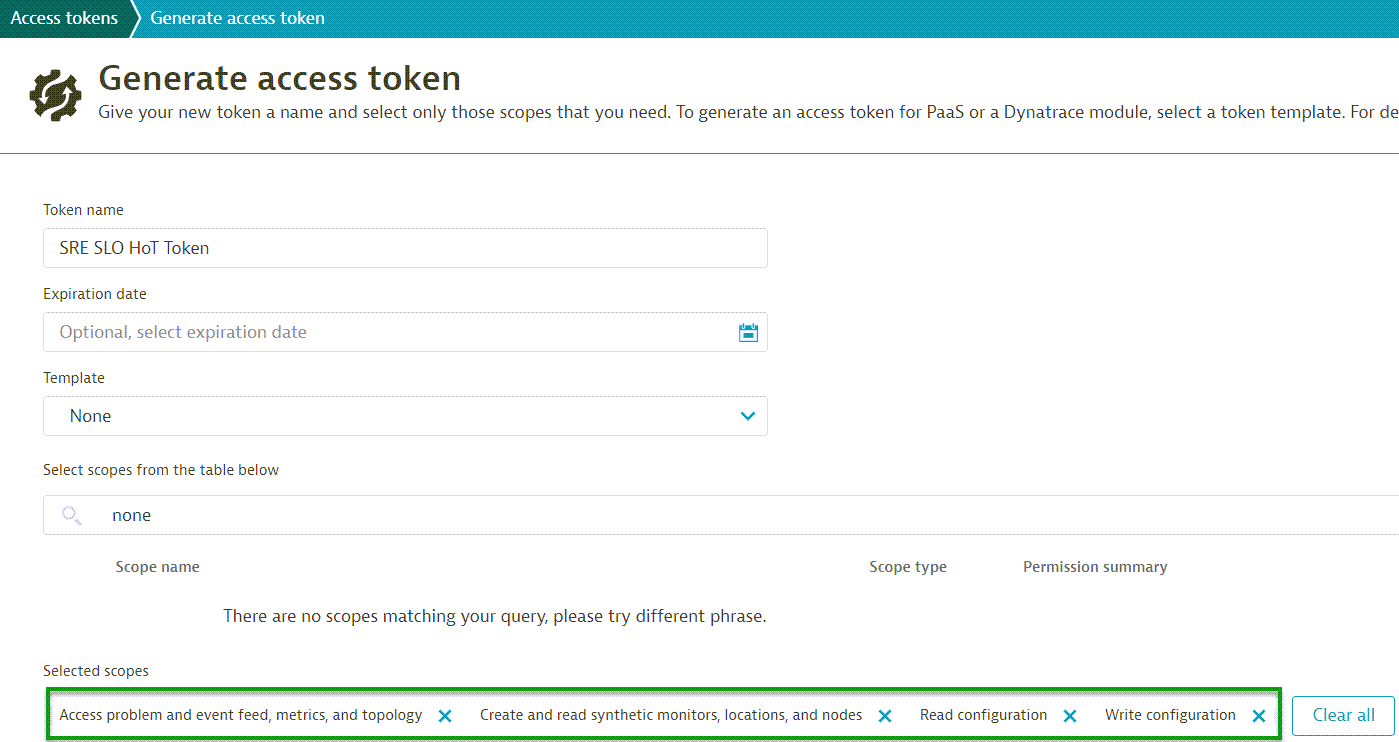 Access tokens Generate access token
Generate access token
Give your new token a name and select only those scopes that you need. To generate an access token for PaaS or a Dynatrace module, select a token template. For de
Token name
SRE SLO HoT Token
Expiration date
Optional, select expiration date
Template
None
Select scopes from the table below
none
Scope name Scope type Permission summary
There are no scopes matching your query, please try different phrase.
Selected scopes
Access problem and event feed, metrics, and topology Create and read synthetic monitors, locations, and nodes Read configuration Write configuration Clear all